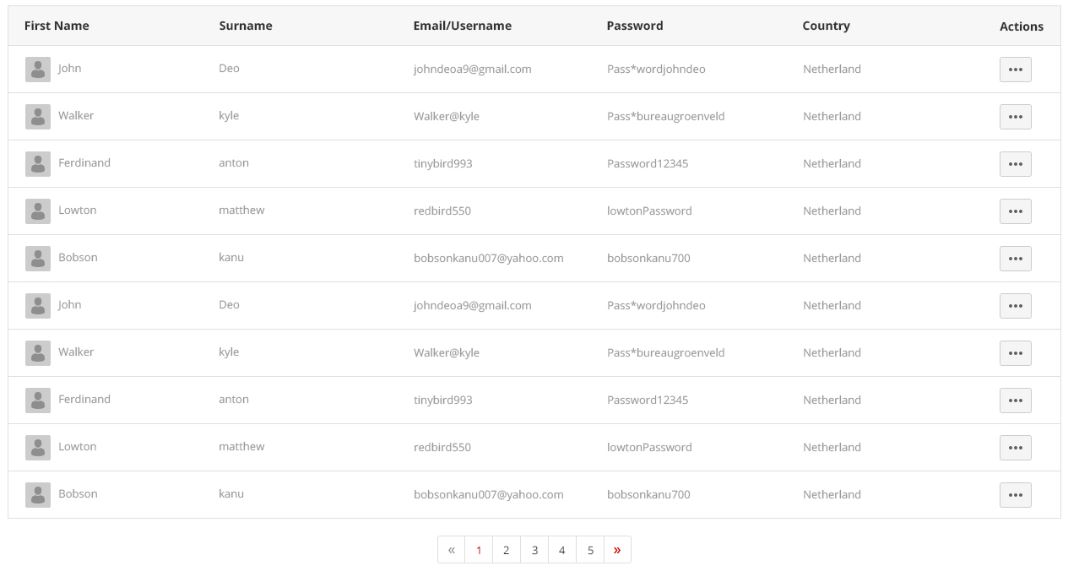 First Name Surname Email/Username Password Country Actions
John Deo johndeoa9@gmail.com Pass*wordjohndeo Netherland
Walker kyle Walker@kyle Pass*bureaugroenveld Netherland
Ferdinand anton tinybird993 Password12345 Netherland
Lowton matthew redbird550 lowtonPassword Netherland
Bobson kanu bobsonkanu007@yahoo.com bobsonkanu700 Netherland
John Deo johndeoa9@gmail.com Pass*wordjohndeo Netherland
Walker kyle Walker@kyle Pass*bureaugroenveld Netherland
Ferdinand anton tinybird993 Password12345 Netherland
Lowton matthew redbird550 lowtonPassword Netherland
Bobson kanu bobsonkanu007@yahoo.com bobsonkanu700 Netherland
« 1 2 3 4 5 »